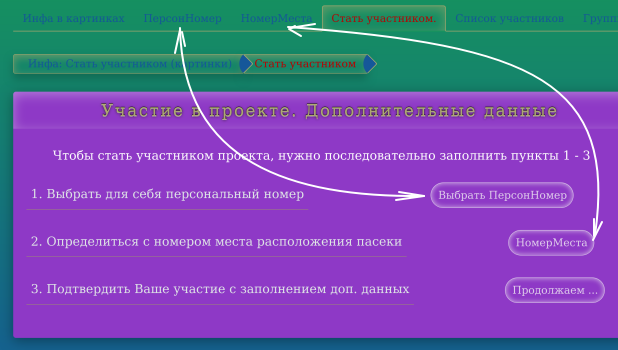 Инфа в картинках ПерсонНомер НомерМеста Стать участником. Список участников
Инфа: Стать участником (картинки) Стать участником
Участие в проекте. Дополнительные данные
Чтобы стать участником проекта, нужно последовательно заполнить пункты 1 - 3
1. Выбрать для себя персональный номер Выбрать ПерсонНомер
2. Определиться с номером места расположения пасеки НомерМеста
3. Подтвердить Ваше участие с заполнением доп. данных Продолжаем ...